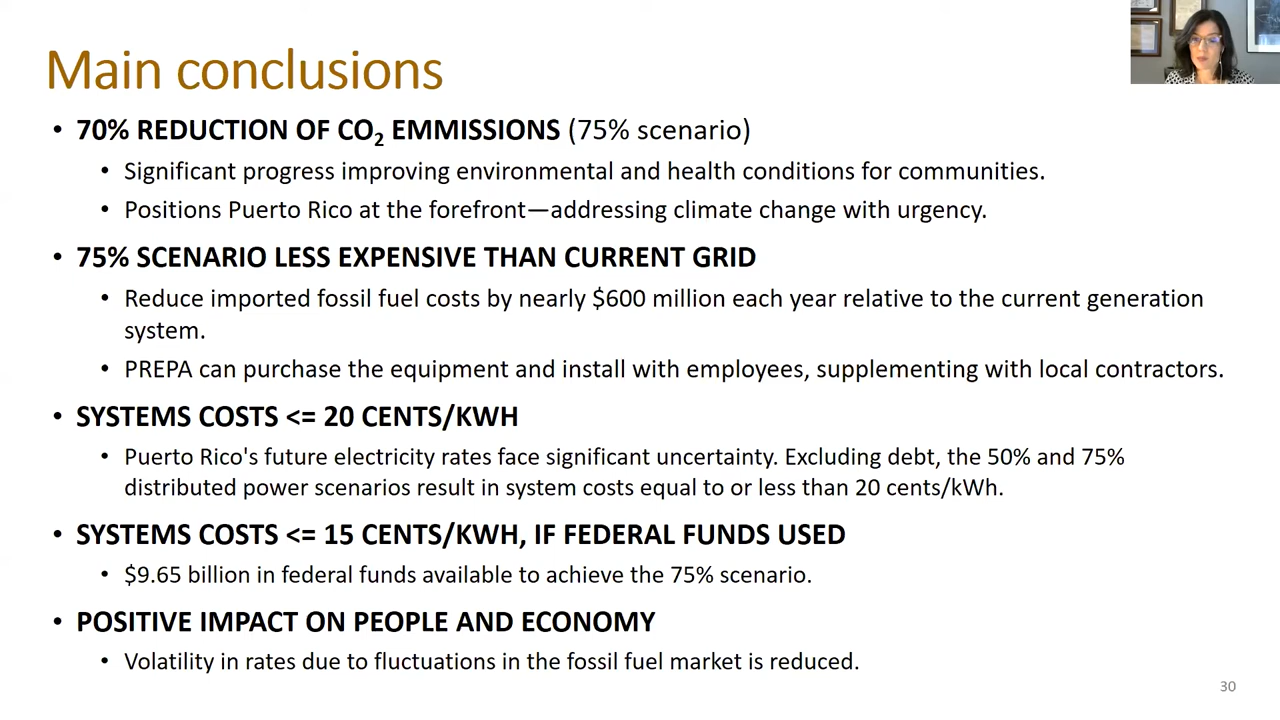 Main conclusions
• 70% REDUCTION OF CO2 EMMISSIONS (75% scenario)
• Significant progress improving environmental and health conditions for communities.
• Positions Puerto Rico at the forefront—addressing climate change with urgency.
• 75% SCENARIO LESS EXPENSIVE THAN CURRENT GRID
• Reduce imported fossil fuel costs by nearly $600 million each year relative to the current generation
system.
• PREPA can purchase the equipment and install with employees, supplementing with local contractors.
• SYSTEMS COSTS <= 20 CENTS/KWH
• Puerto Rico's future electricity rates face significant uncertainty. Excluding debt, the 50% and 75%
distributed power scenarios result in system costs equal to or less than 20 cents/kWh.
• SYSTEMS COSTS <= 15 CENTS/KWH, IF FEDERAL FUNDS USED
• $9.65 billion in federal funds available to achieve the 75% scenario.
• POSITIVE IMPACT ON PEOPLE AND ECONOMY
• Volatility in rates due to fluctuations in the fossil fuel market is reduced.
30